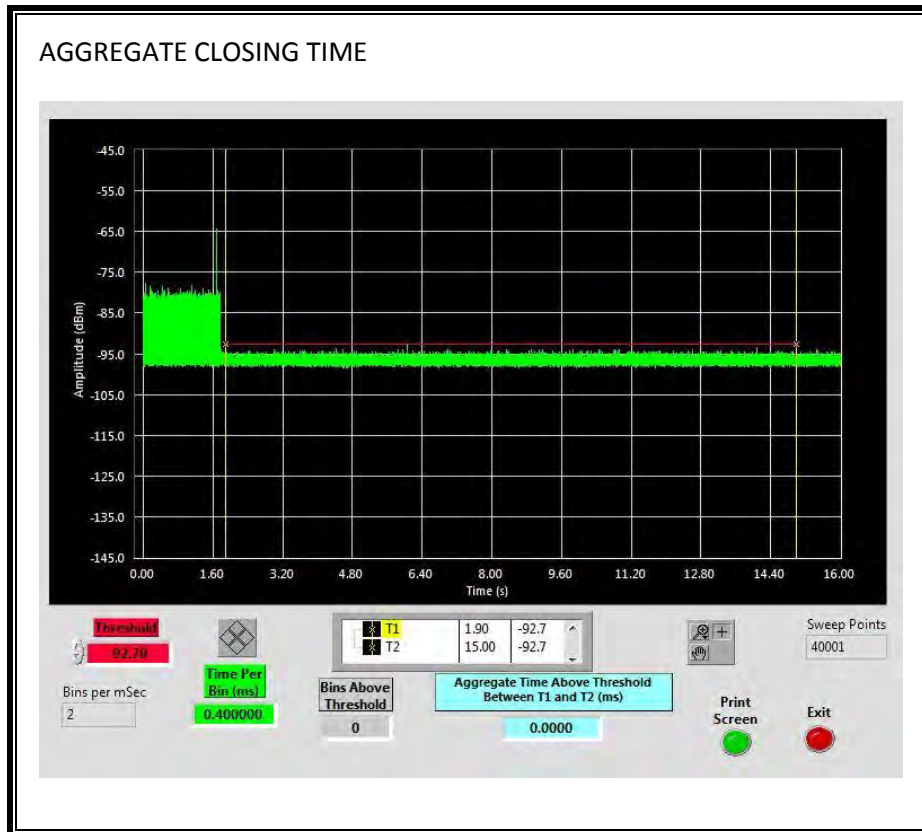 AGGREGATE CLOSING TIME
-45.0
-55.0
-65.0
-75.0
-85.0
-95.0
-105.0
-115.0
-125.0
-135.0
-145.0
Amplitude (dBm)
0.00 1.60 3.20 4.80 6.40 8.00 9.60 11.20 12.80 14.40 16.00
Time (s)
Threshold
92.70
Bins per mSec
2
Time Per
Bin (ms)
0.400000
T1 1.90 -92.7
T2 15.00 -92.7
Bins Above
Threshold
0
Aggregate Time Above Threshold
Between T1 and T2 (ms)
0.0000
Sweep Points
40001
Print
Screen
Exit